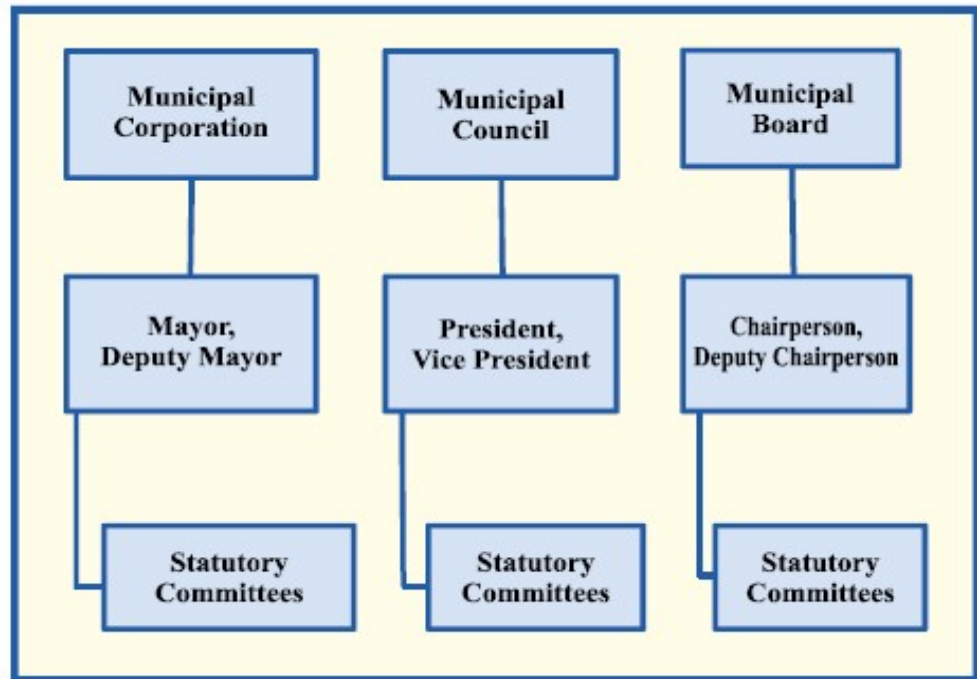 Municipal
Corporation
Municipal
Council
Municipal
Board
Mayor,
Deputy Mayor
President,
Vice President
Chairperson,
Deputy Chairperson
Statutory
Committees
Statutory
Committees
Statutory
Committees